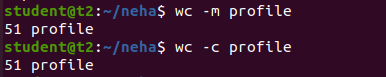 student@t2:~/neha$ wc -m profile
51 profile
student@t2:~/neha$ wc -c profile
51 profile